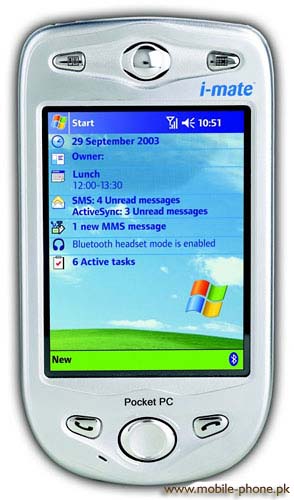 i-mate™
Start 10:51
29 September 2003
Owner:
Lunch
12:00-13:30
SMS: 4 Unread messages
ActiveSync: 3 Unread messages
1 new MMS message
Bluetooth headset mode is enabled
6 Active tasks
New
Pocket PC
www.mobile-phone.pk